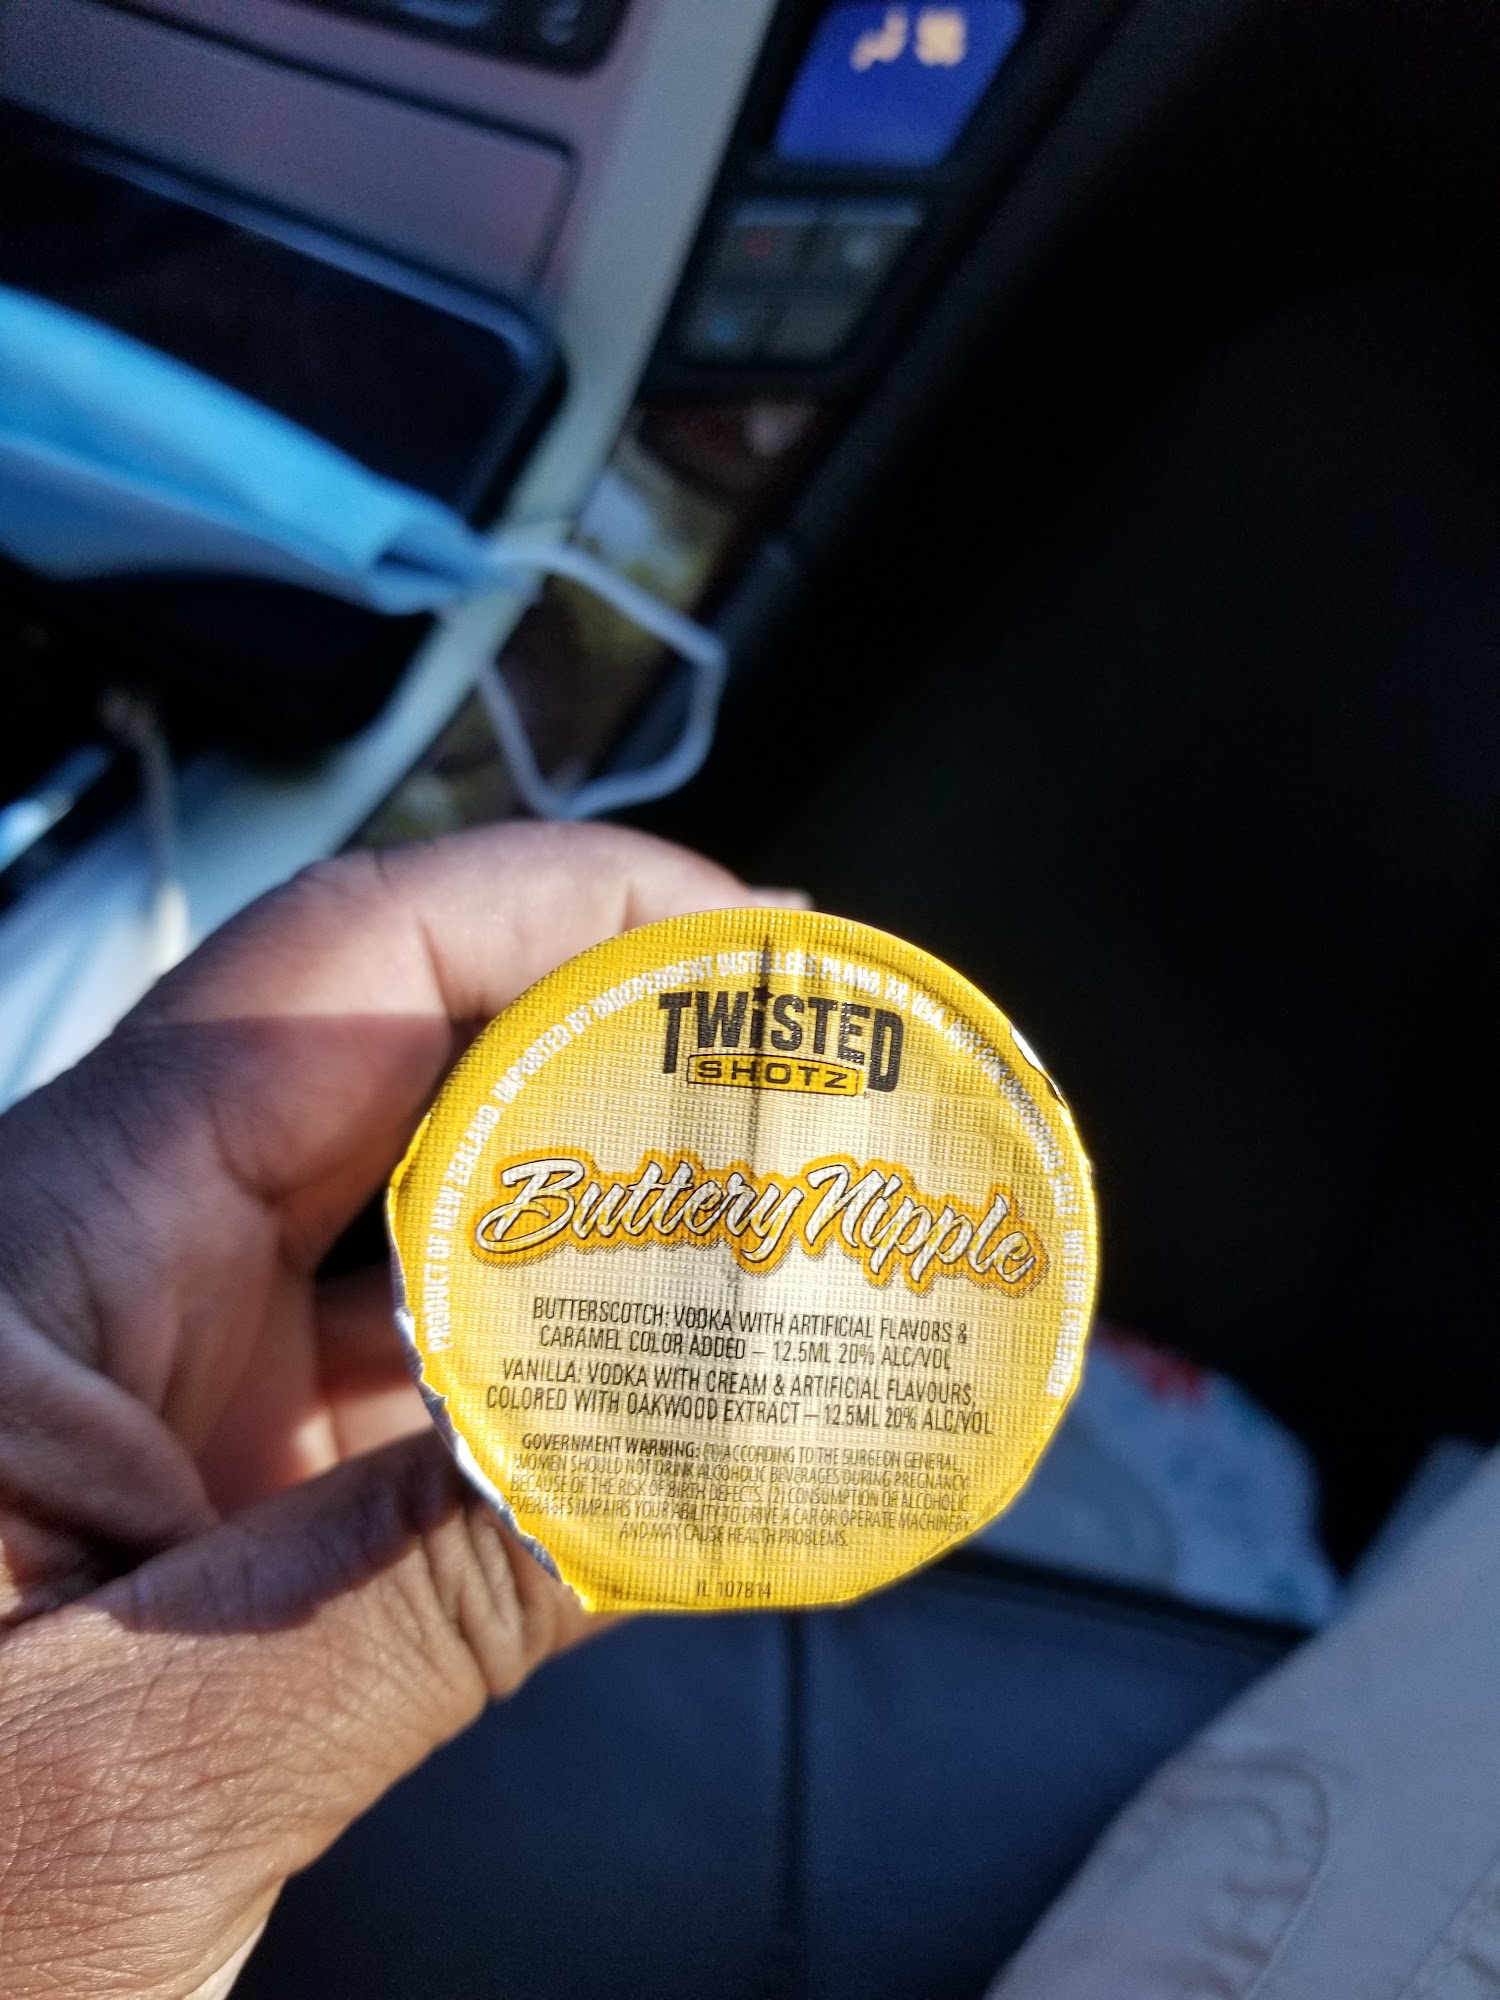 PRODUCT OF NEW ZEALAND. IMPORTED BY INDEPENDENT DISTILLERS PLANO, TX, USA. NOT FOR INDIVIDUAL SALE.
TWiSTED
SHOTZ
Buttery Nipple
BUTTERSCOTCH: VODKA WITH ARTIFICIAL FLAVORS &
CARAMEL COLOR ADDED – 12.5ML 20% ALC/VOL
VANILLA: VODKA WITH CREAM & ARTIFICIAL FLAVOURS,
COLORED WITH OAKWOOD EXTRACT – 12.5ML 20% ALC/VOL
GOVERNMENT WARNING: (1) ACCORDING TO THE SURGEON GENERAL
WOMEN SHOULD NOT DRINK ALCOHOLIC BEVERAGES DURING PREGNANCY
BECAUSE OF THE RISK OF BIRTH DEFECTS. (2) CONSUMPTION OF ALCOHOLIC
BEVERAGES IMPAIRS YOUR ABILITY TO DRIVE A CAR OR OPERATE MACHINERY
AND MAY CAUSE HEALTH PROBLEMS.
IL 107814